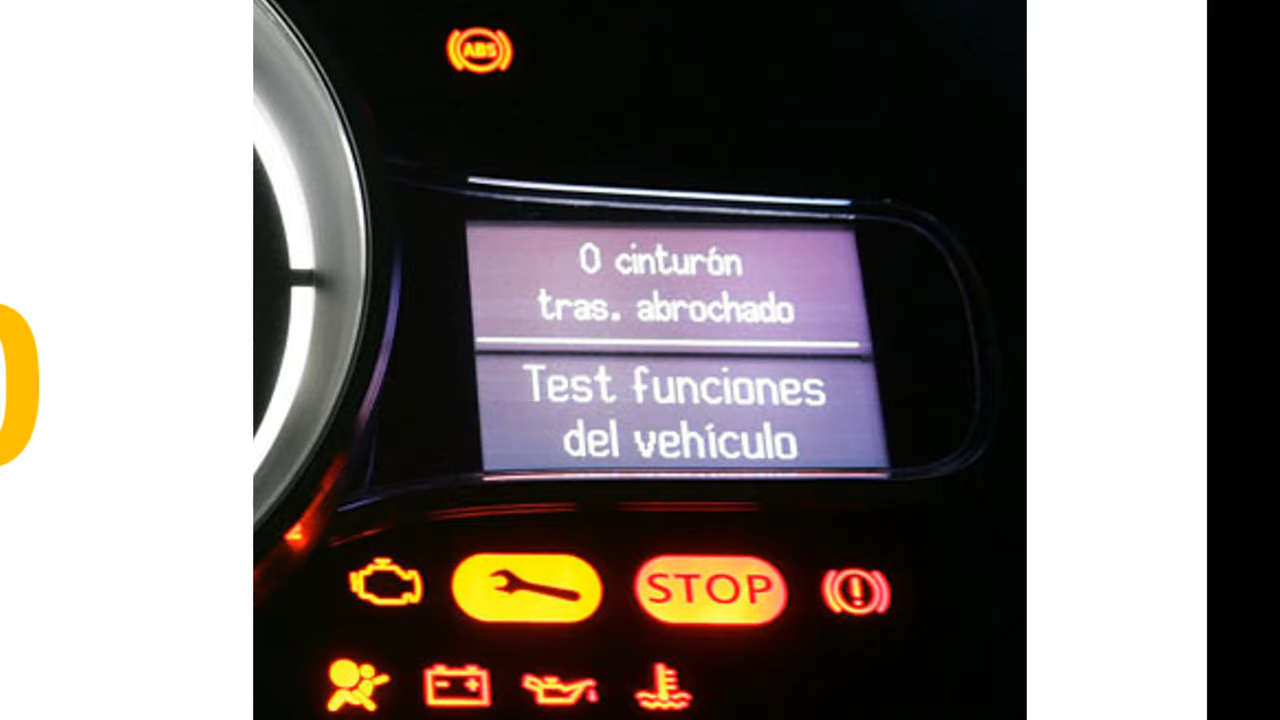 ABS
0 cinturón
tras. abrochado
Test funciones
del vehículo
STOP